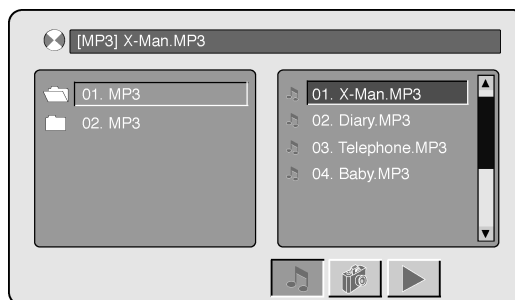 [MP3] X-Man.MP3
01. MP3
02. MP3
01. X-Man.MP3
02. Diary.MP3
03. Telephone.MP3
04. Baby.MP3